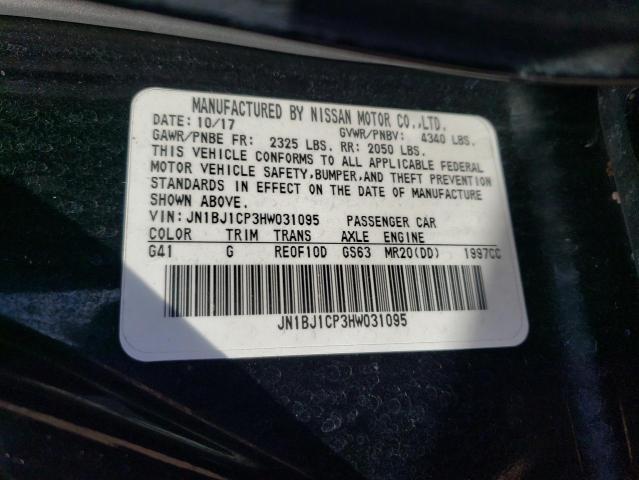 MANUFACTURED BY NISSAN MOTOR CO.,LTD.
DATE: 10/17 GVWR/PNBV: 4340 LBS.
GAWR/PNBE FR: 2325 LBS. RR: 2050 LBS.
THIS VEHICLE CONFORMS TO ALL APPLICABLE FEDERAL
MOTOR VEHICLE SAFETY,BUMPER,AND THEFT PREVENTION
STANDARDS IN EFFECT ON THE DATE OF MANUFACTURE
SHOWN ABOVE.
VIN: JN1BJ1CP3HW031095 PASSENGER CAR
COLOR TRIM TRANS AXLE ENGINE
G41 G RE0F10D GS63 MR20(DD) 1997CC
JN1BJ1CP3HW031095